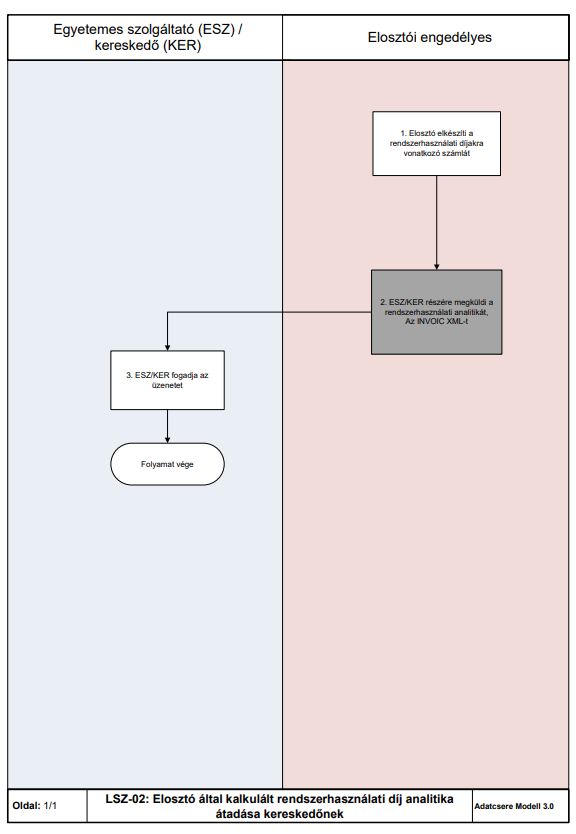 Egyetemes szolgáltató (ESZ) /
kereskedő (KER)
Elosztói engedélyes
1. Elosztó elkészíti a
rendszerhasználati díjakra
vonatkozó számlát
2. ESZ/KER részére megküldi a
rendszerhasználati analitikát,
Az INVOIC XML-t
3. ESZ/KER fogadja az
üzenetet
Folyamat vége
Oldal: 1/1
LSZ-02: Elosztó által kalkulált rendszerhasználati díj analitika
átadása kereskedőnek
Adatcsere Modell 3.0